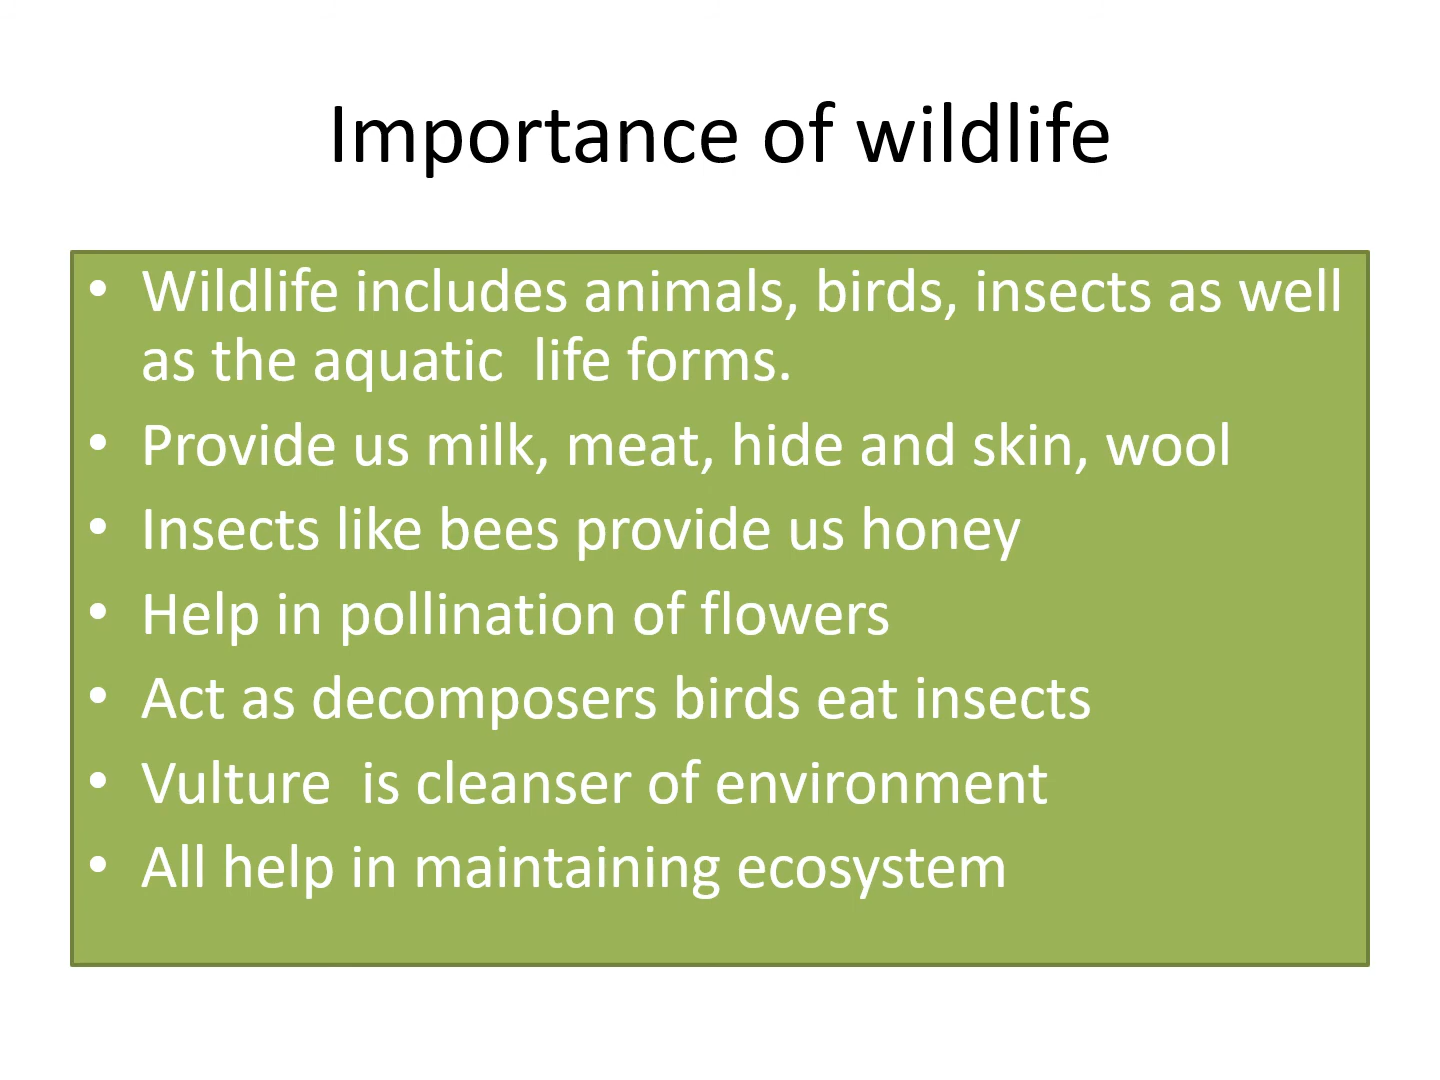 Importance of wildlife
• Wildlife includes animals, birds, insects as well
as the aquatic  life forms.
• Provide us milk, meat, hide and skin, wool
• Insects like bees provide us honey
• Help in pollination of flowers
• Act as decomposers birds eat insects
• Vulture  is cleanser of environment
• All help in maintaining ecosystem